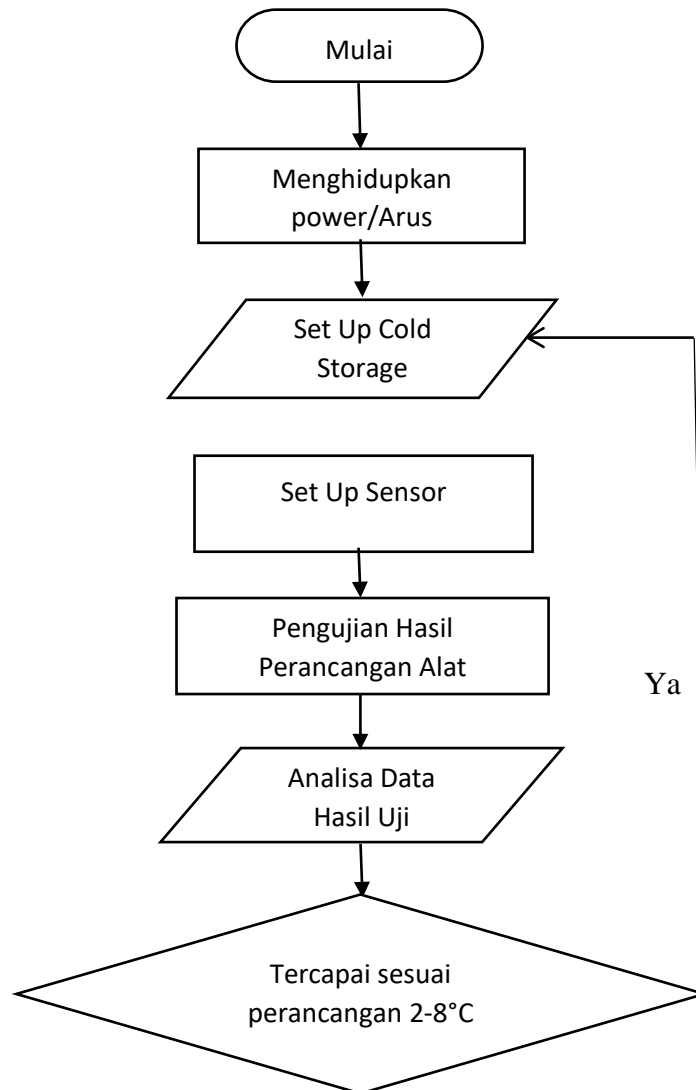 Mulai
Menghidupkan
power/Arus
Set Up Cold
Storage
Set Up Sensor
Pengujian Hasil
Perancangan Alat
Ya
Analisa Data
Hasil Uji
Tercapai sesuai
perancangan 2-8°C